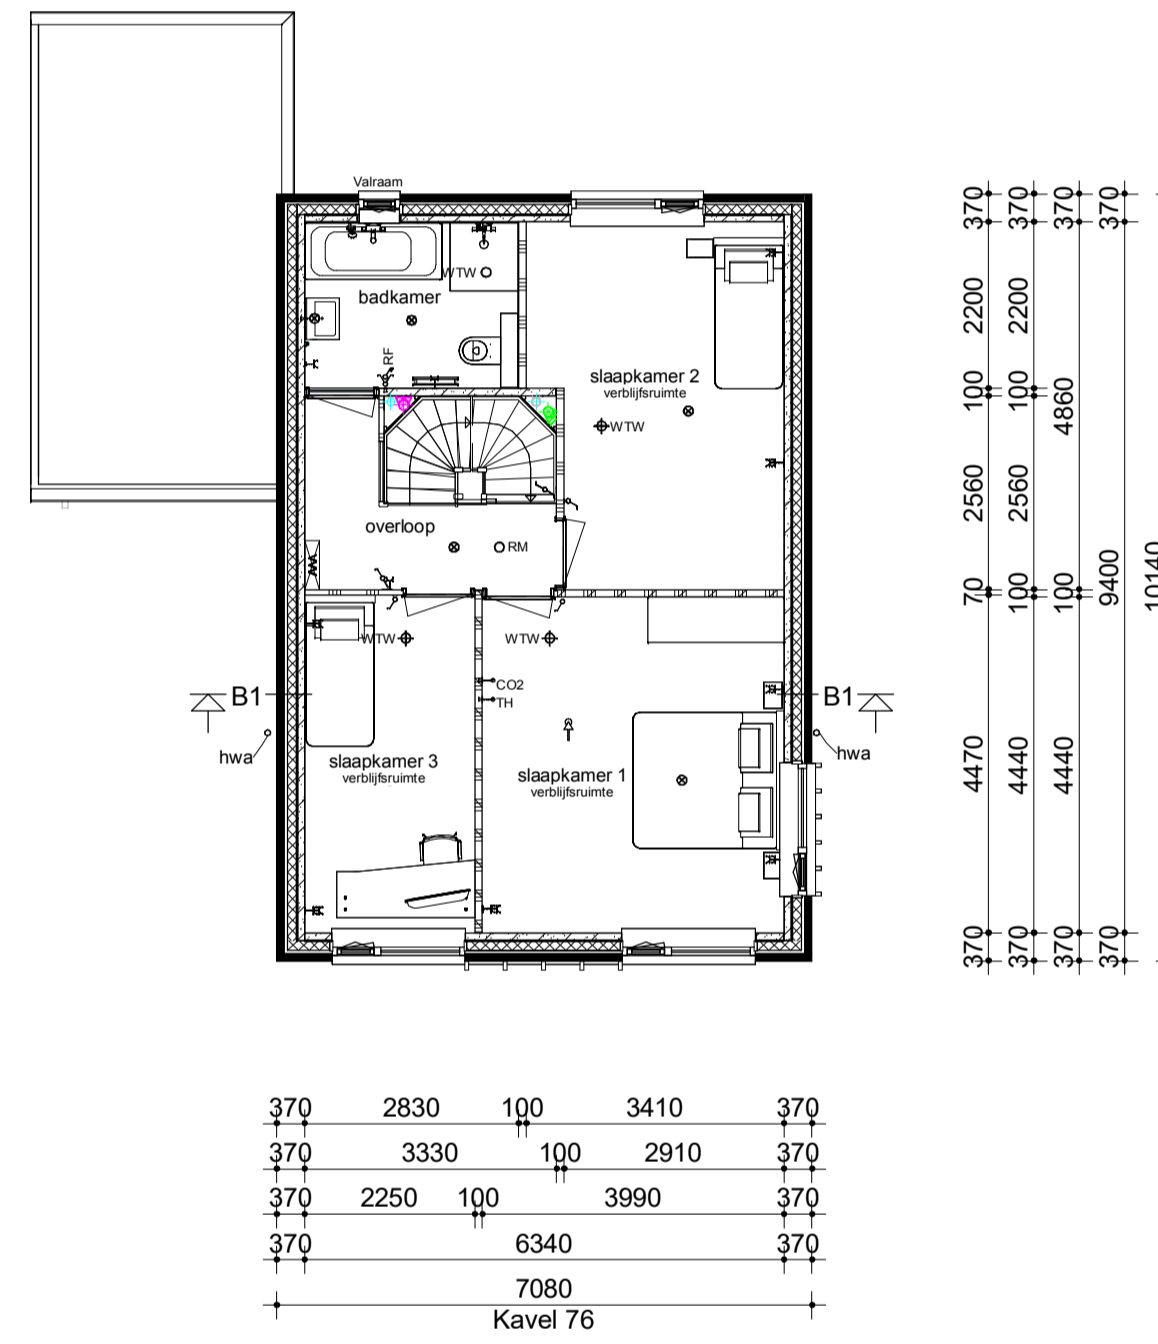 Valraam
WTW
badkamer
RF
slaapkamer 2
verblijfsruimte
WTW
overloop
RM
WTW
WTW
CO2
TH
B1
B1
hwa
hwa
slaapkamer 3
verblijfsruimte
slaapkamer 1
verblijfsruimte
370 2200 100 2560 70 4470 370
370 2200 100 2560 100 4440 370
370 4860 100 4440 370
370 9400 370
10140
370 2830 100 3410 370
370 3330 100 2910 370
370 2250 100 3990 370
370 6340 370
7080
Kavel 76